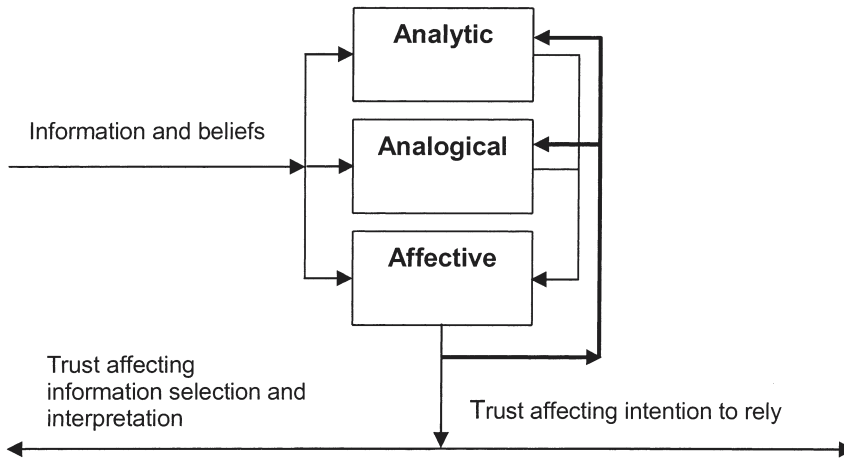 Analytic
Information and beliefs
Analogical
Affective
Trust affecting
information selection and
interpretation
Trust affecting intention to rely